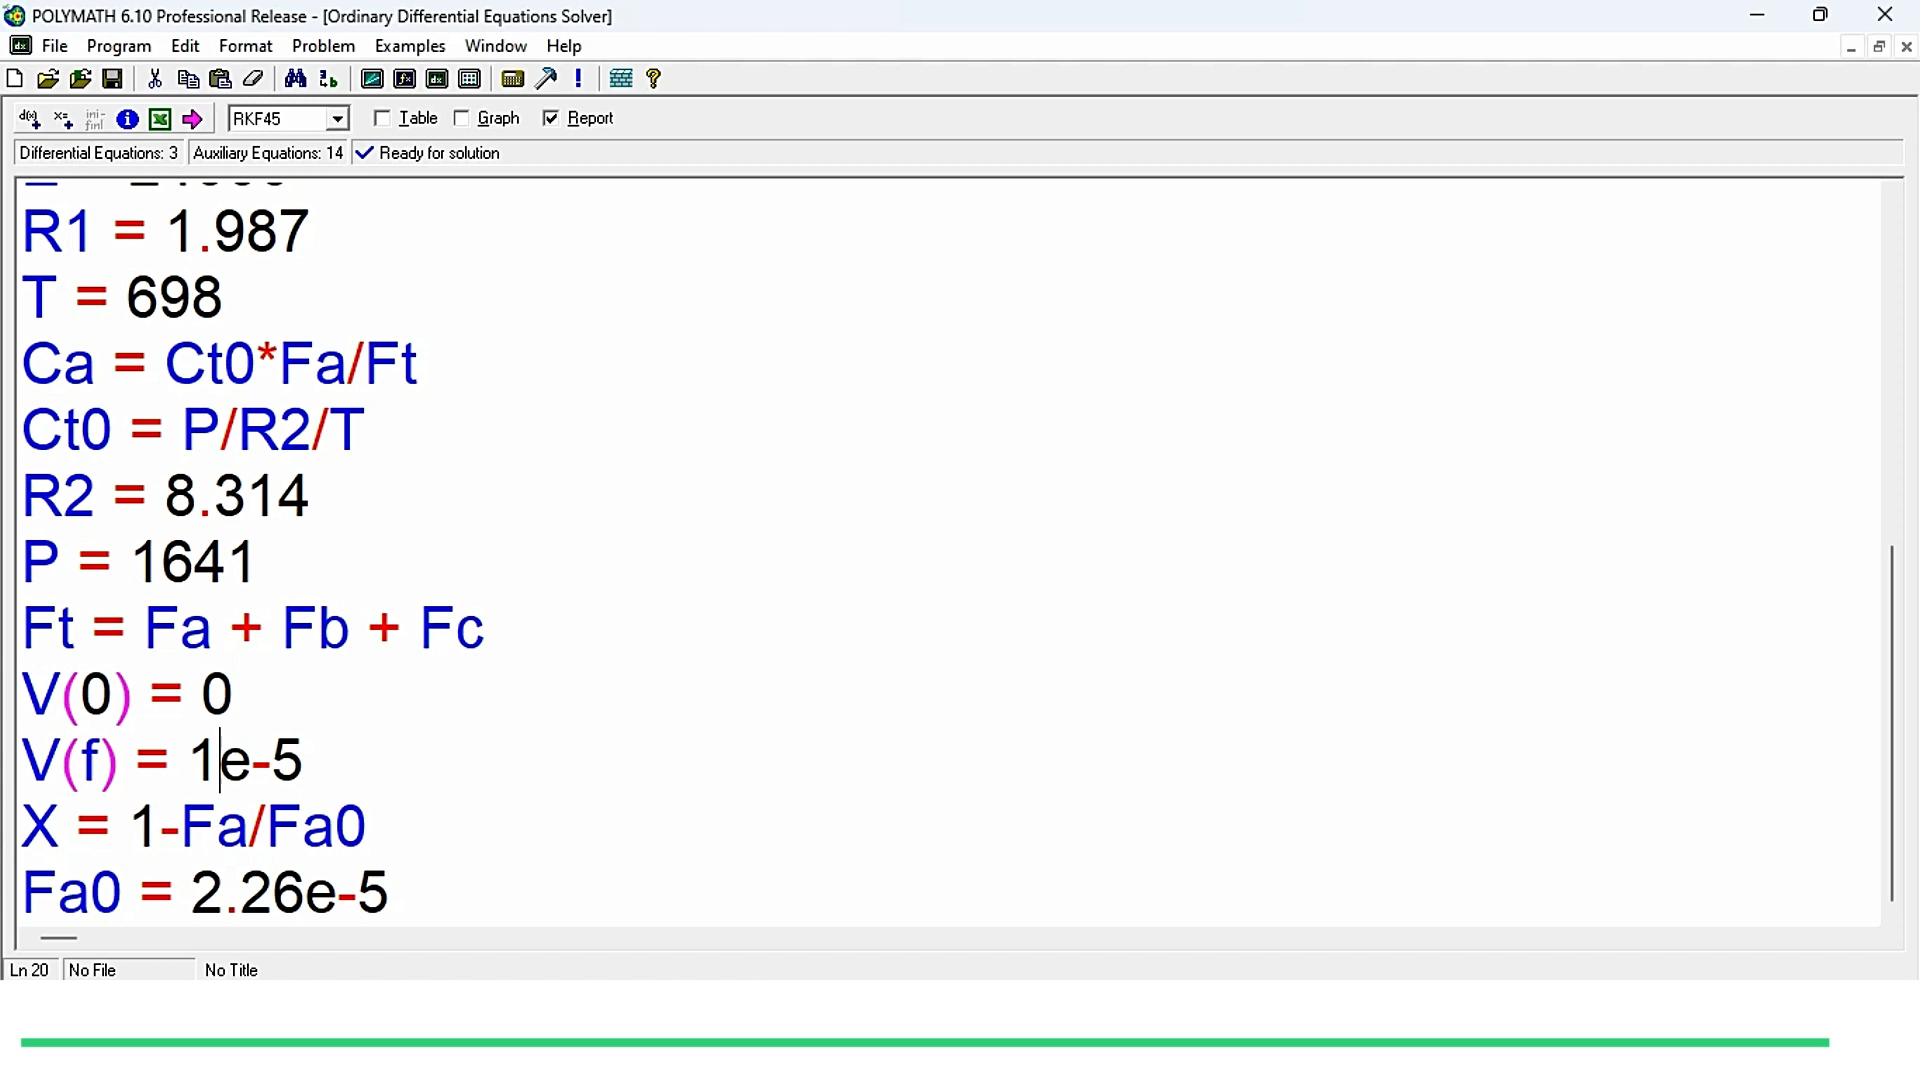 POLYMATH 6.10 Professional Release - [Ordinary Differential Equations Solver]
File Program Edit Format Problem Examples Window Help
d(x) x= ini- finl RKF45 Table Graph Report
Differential Equations: 3 Auxiliary Equations: 14 Ready for solution
R1 = 1.987
T = 698
Ca = Ct0*Fa/Ft
Ct0 = P/R2/T
R2 = 8.314
P = 1641
Ft = Fa + Fb + Fc
V(0) = 0
V(f) = 1e-5
X = 1-Fa/Fa0
Fa0 = 2.26e-5
Ln 20 No File No Title